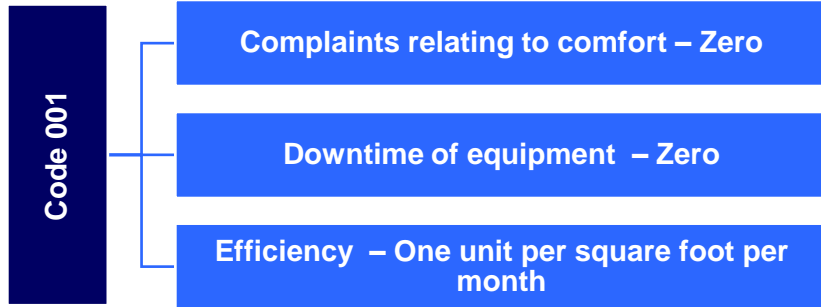 Code 001
Complaints relating to comfort – Zero
Downtime of equipment – Zero
Efficiency – One unit per square foot per
month